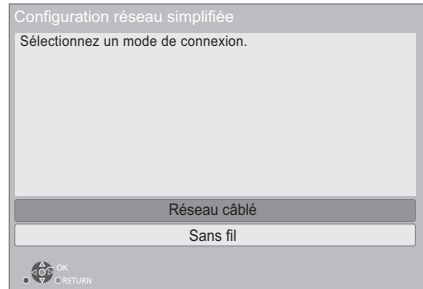 Configuration réseau simplifiée
Sélectionnez un mode de connexion.
Réseau câblé
Sans fil
OK
RETURN